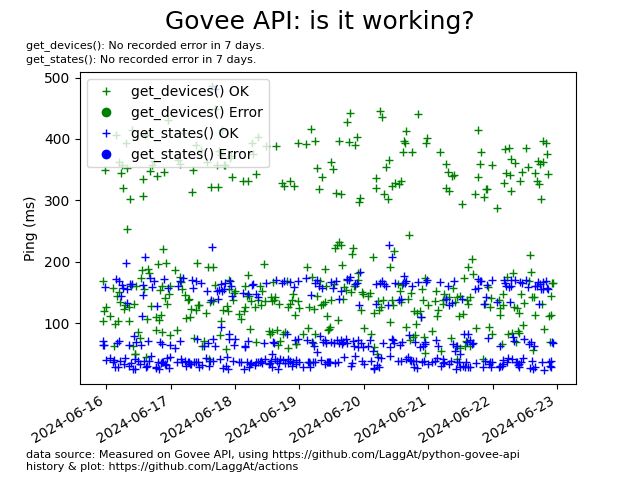 Govee API: is it working?
get_devices(): No recorded error in 7 days.
get_states(): No recorded error in 7 days.
500
400
300
200
100
Ping (ms)
get_devices() OK
get_devices() Error
get_states() OK
get_states() Error
2024-06-16
2024-06-17
2024-06-18
2024-06-19
2024-06-20
2024-06-21
2024-06-22
2024-06-23
data source: Measured on Govee API, using https://github.com/LaggAt/python-govee-api
history & plot: https://github.com/LaggAt/actions